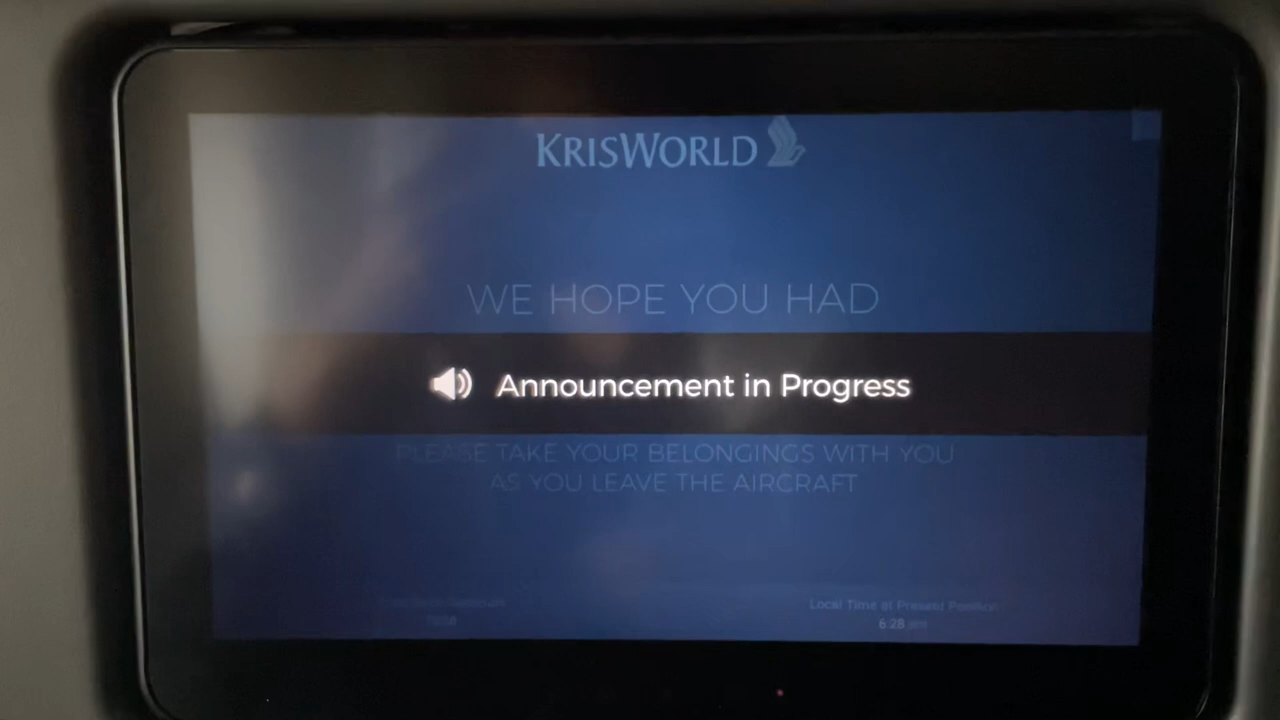 KRISWORLD
WE HOPE YOU HAD
Announcement in Progress
PLEASE TAKE YOUR BELONGINGS WITH YOU
AS YOU LEAVE THE AIRCRAFT
Local Time at Present Position
6:28